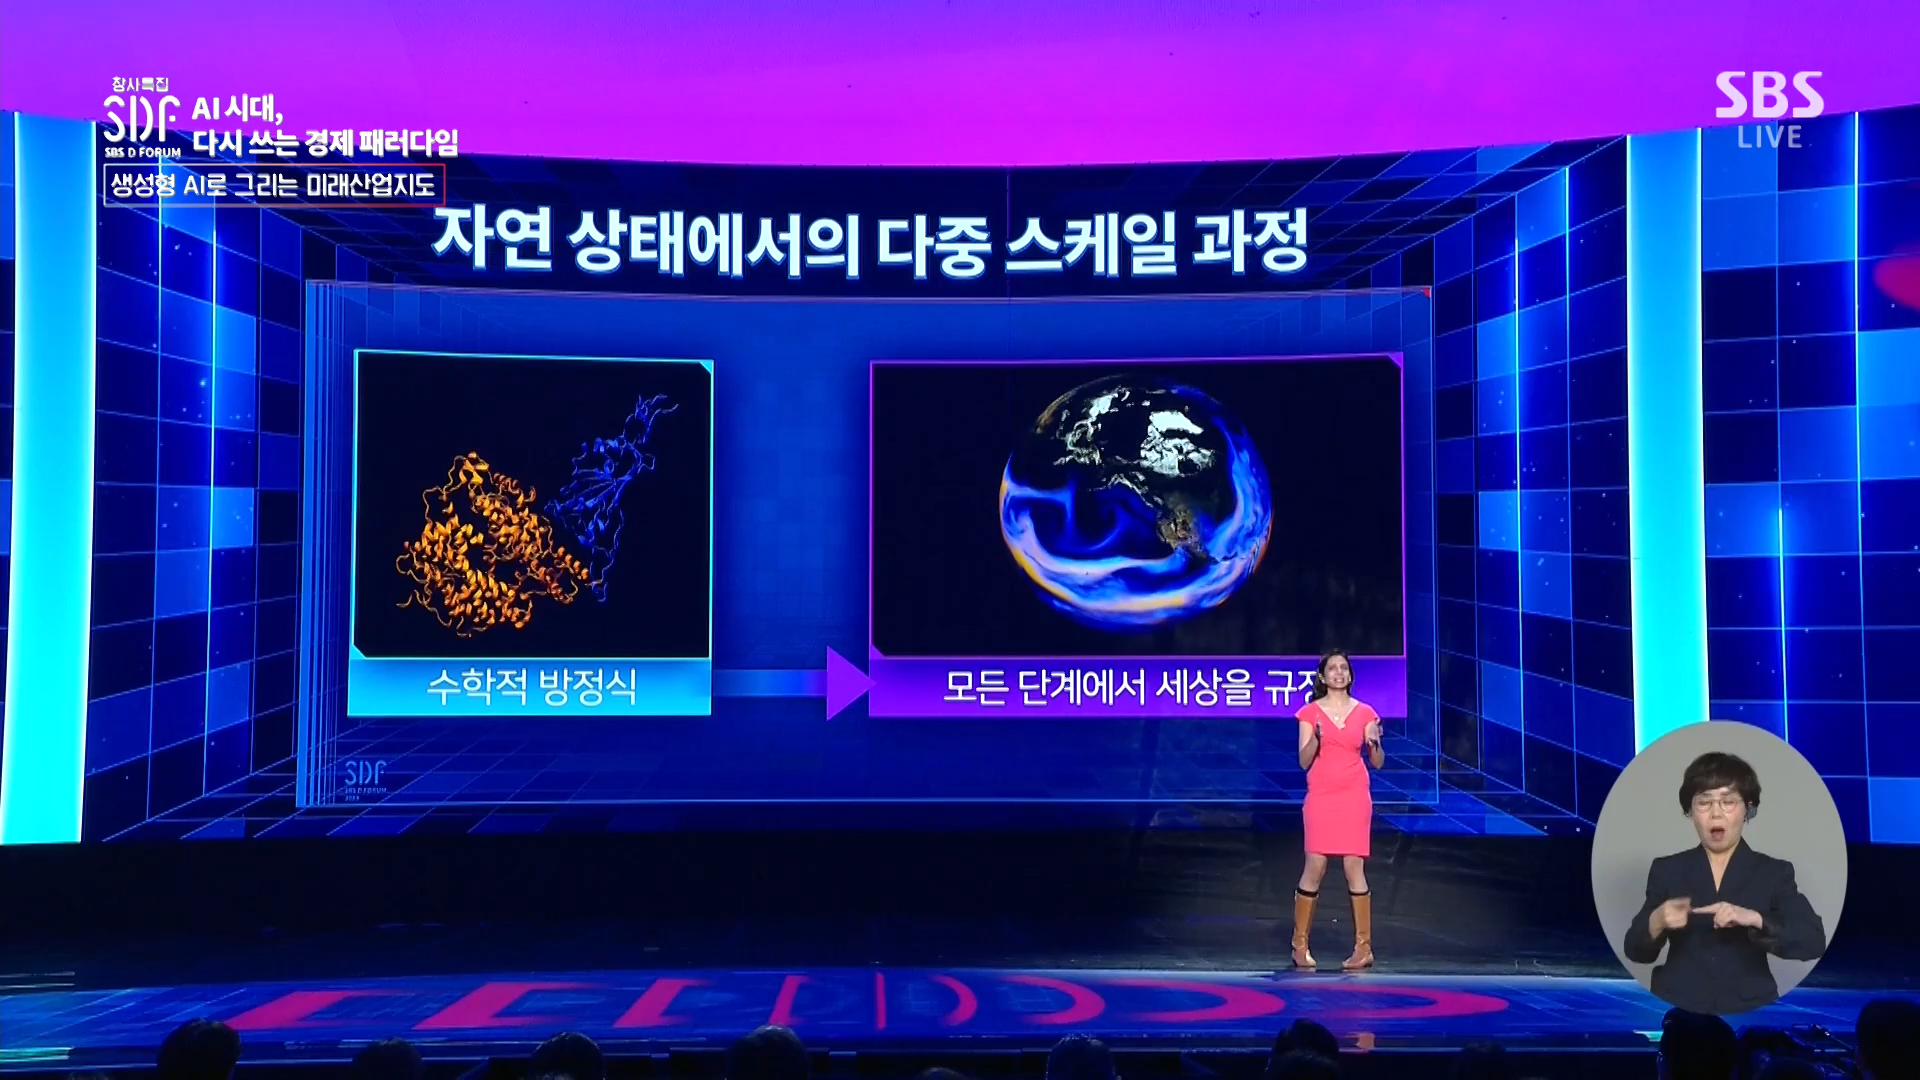 창사특집
SDF
SBS D FORUM
AI 시대,
다시 쓰는 경제 패러다임
생성형 AI로 그리는 미래산업지도
SBS
LIVE
자연 상태에서의 다중 스케일 과정
수학적 방정식
모든 단계에서 세상을
SDF
SBS D FORUM